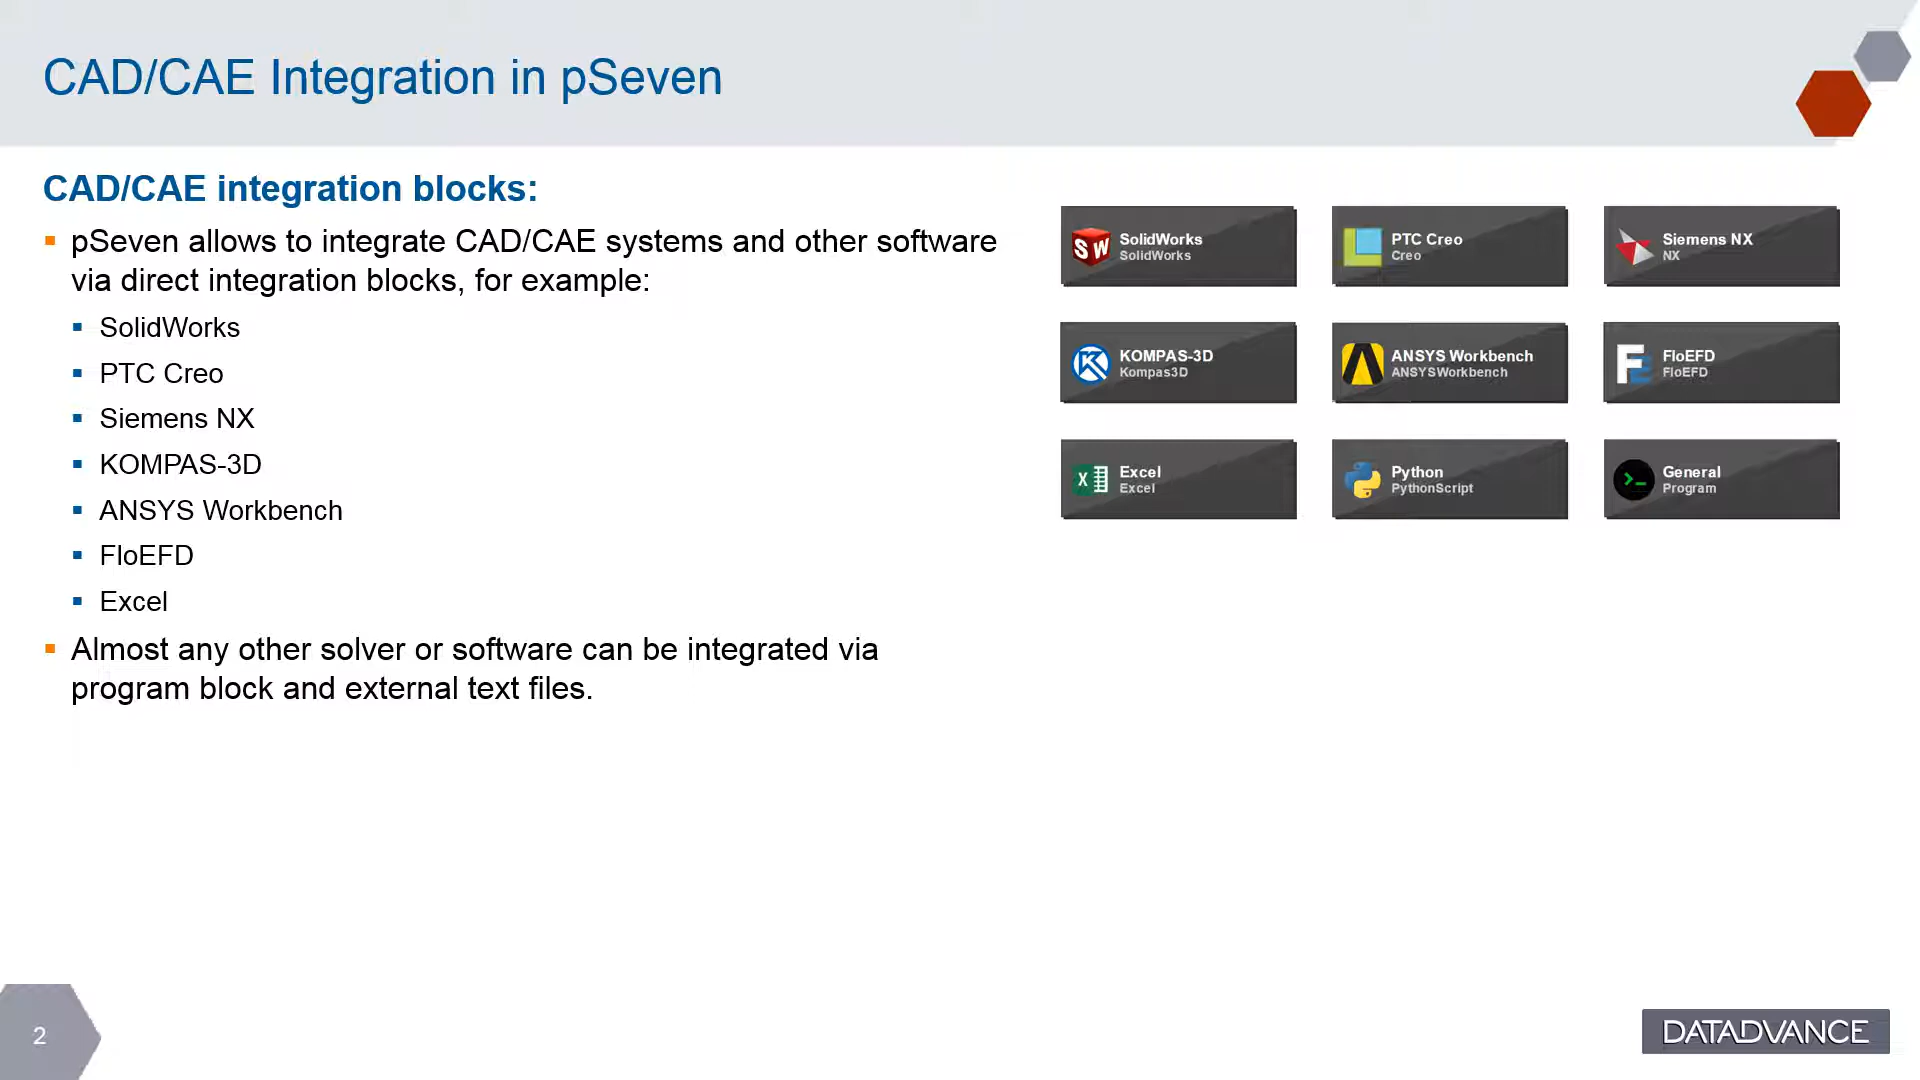 CAD/CAE Integration in pSeven
CAD/CAE integration blocks:
pSeven allows to integrate CAD/CAE systems and other software
via direct integration blocks, for example:
SolidWorks
PTC Creo
Siemens NX
KOMPAS-3D
ANSYS Workbench
FloEFD
Excel
Almost any other solver or software can be integrated via
program block and external text files.
SW
SolidWorks
SolidWorks
PTC Creo
Creo
Siemens NX
NX
KOMPAS-3D
Kompas3D
ANSYS Workbench
ANSYSWorkbench
FloEFD
FloEFD
Excel
Excel
Python
PythonScript
General
Program
2
DATADVANCE